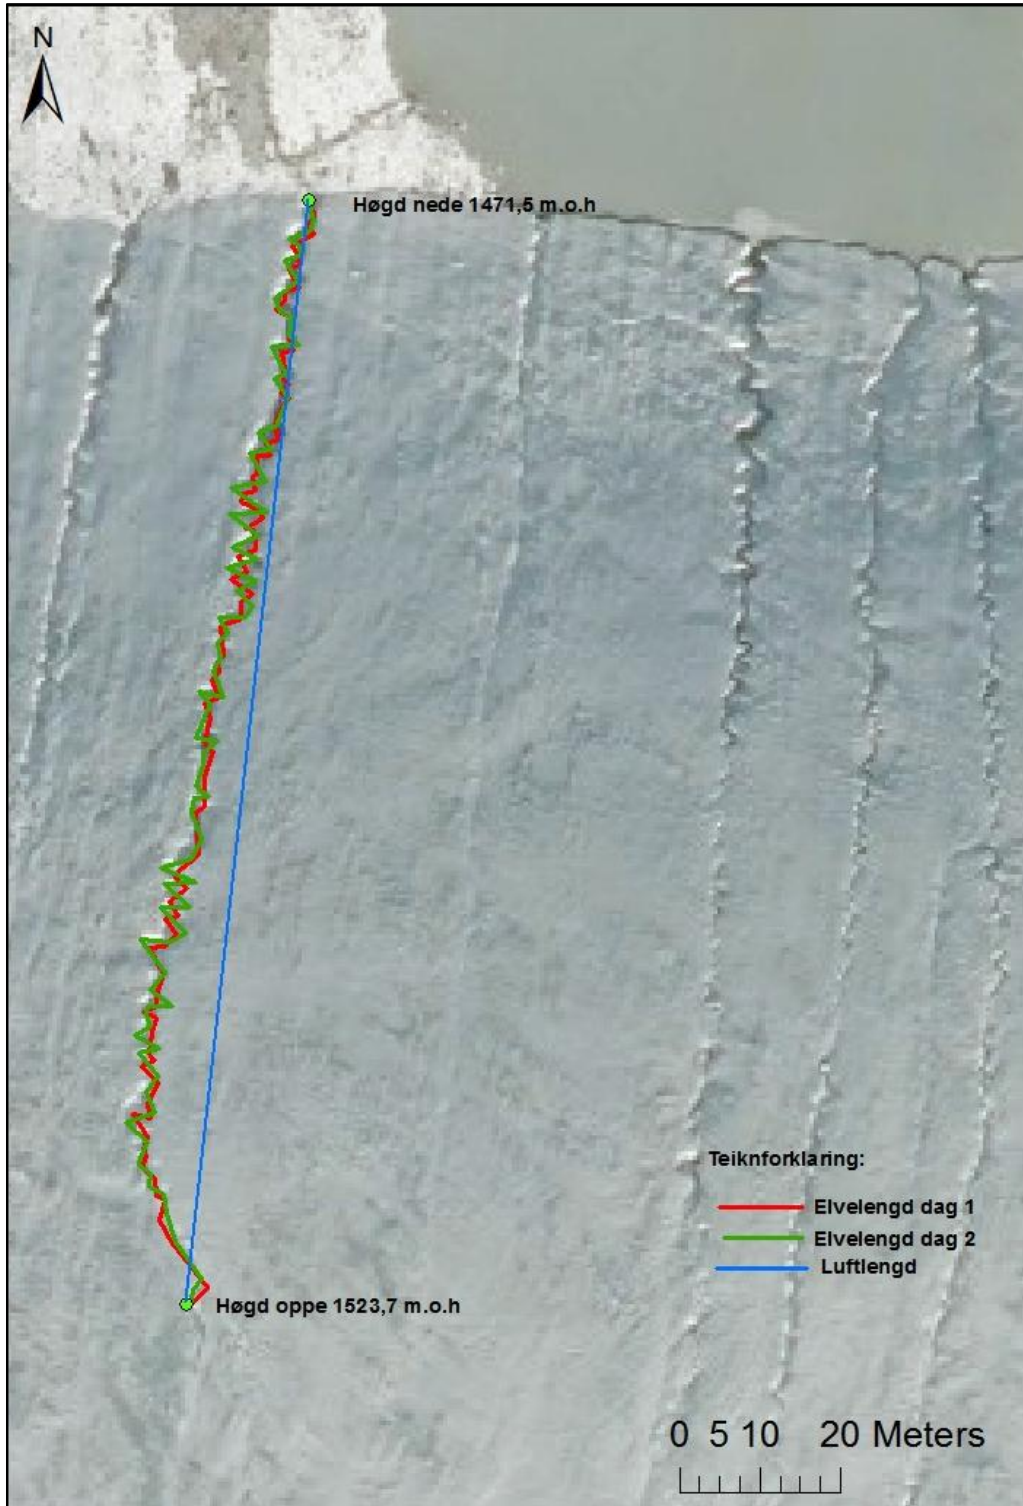 N
Høgd nede 1471,5 m.o.h
Teiknforklaring:
Elvelengd dag 1
Elvelengd dag 2
Luftlengd
Høgd oppe 1523,7 m.o.h
0 5 10 20 Meters